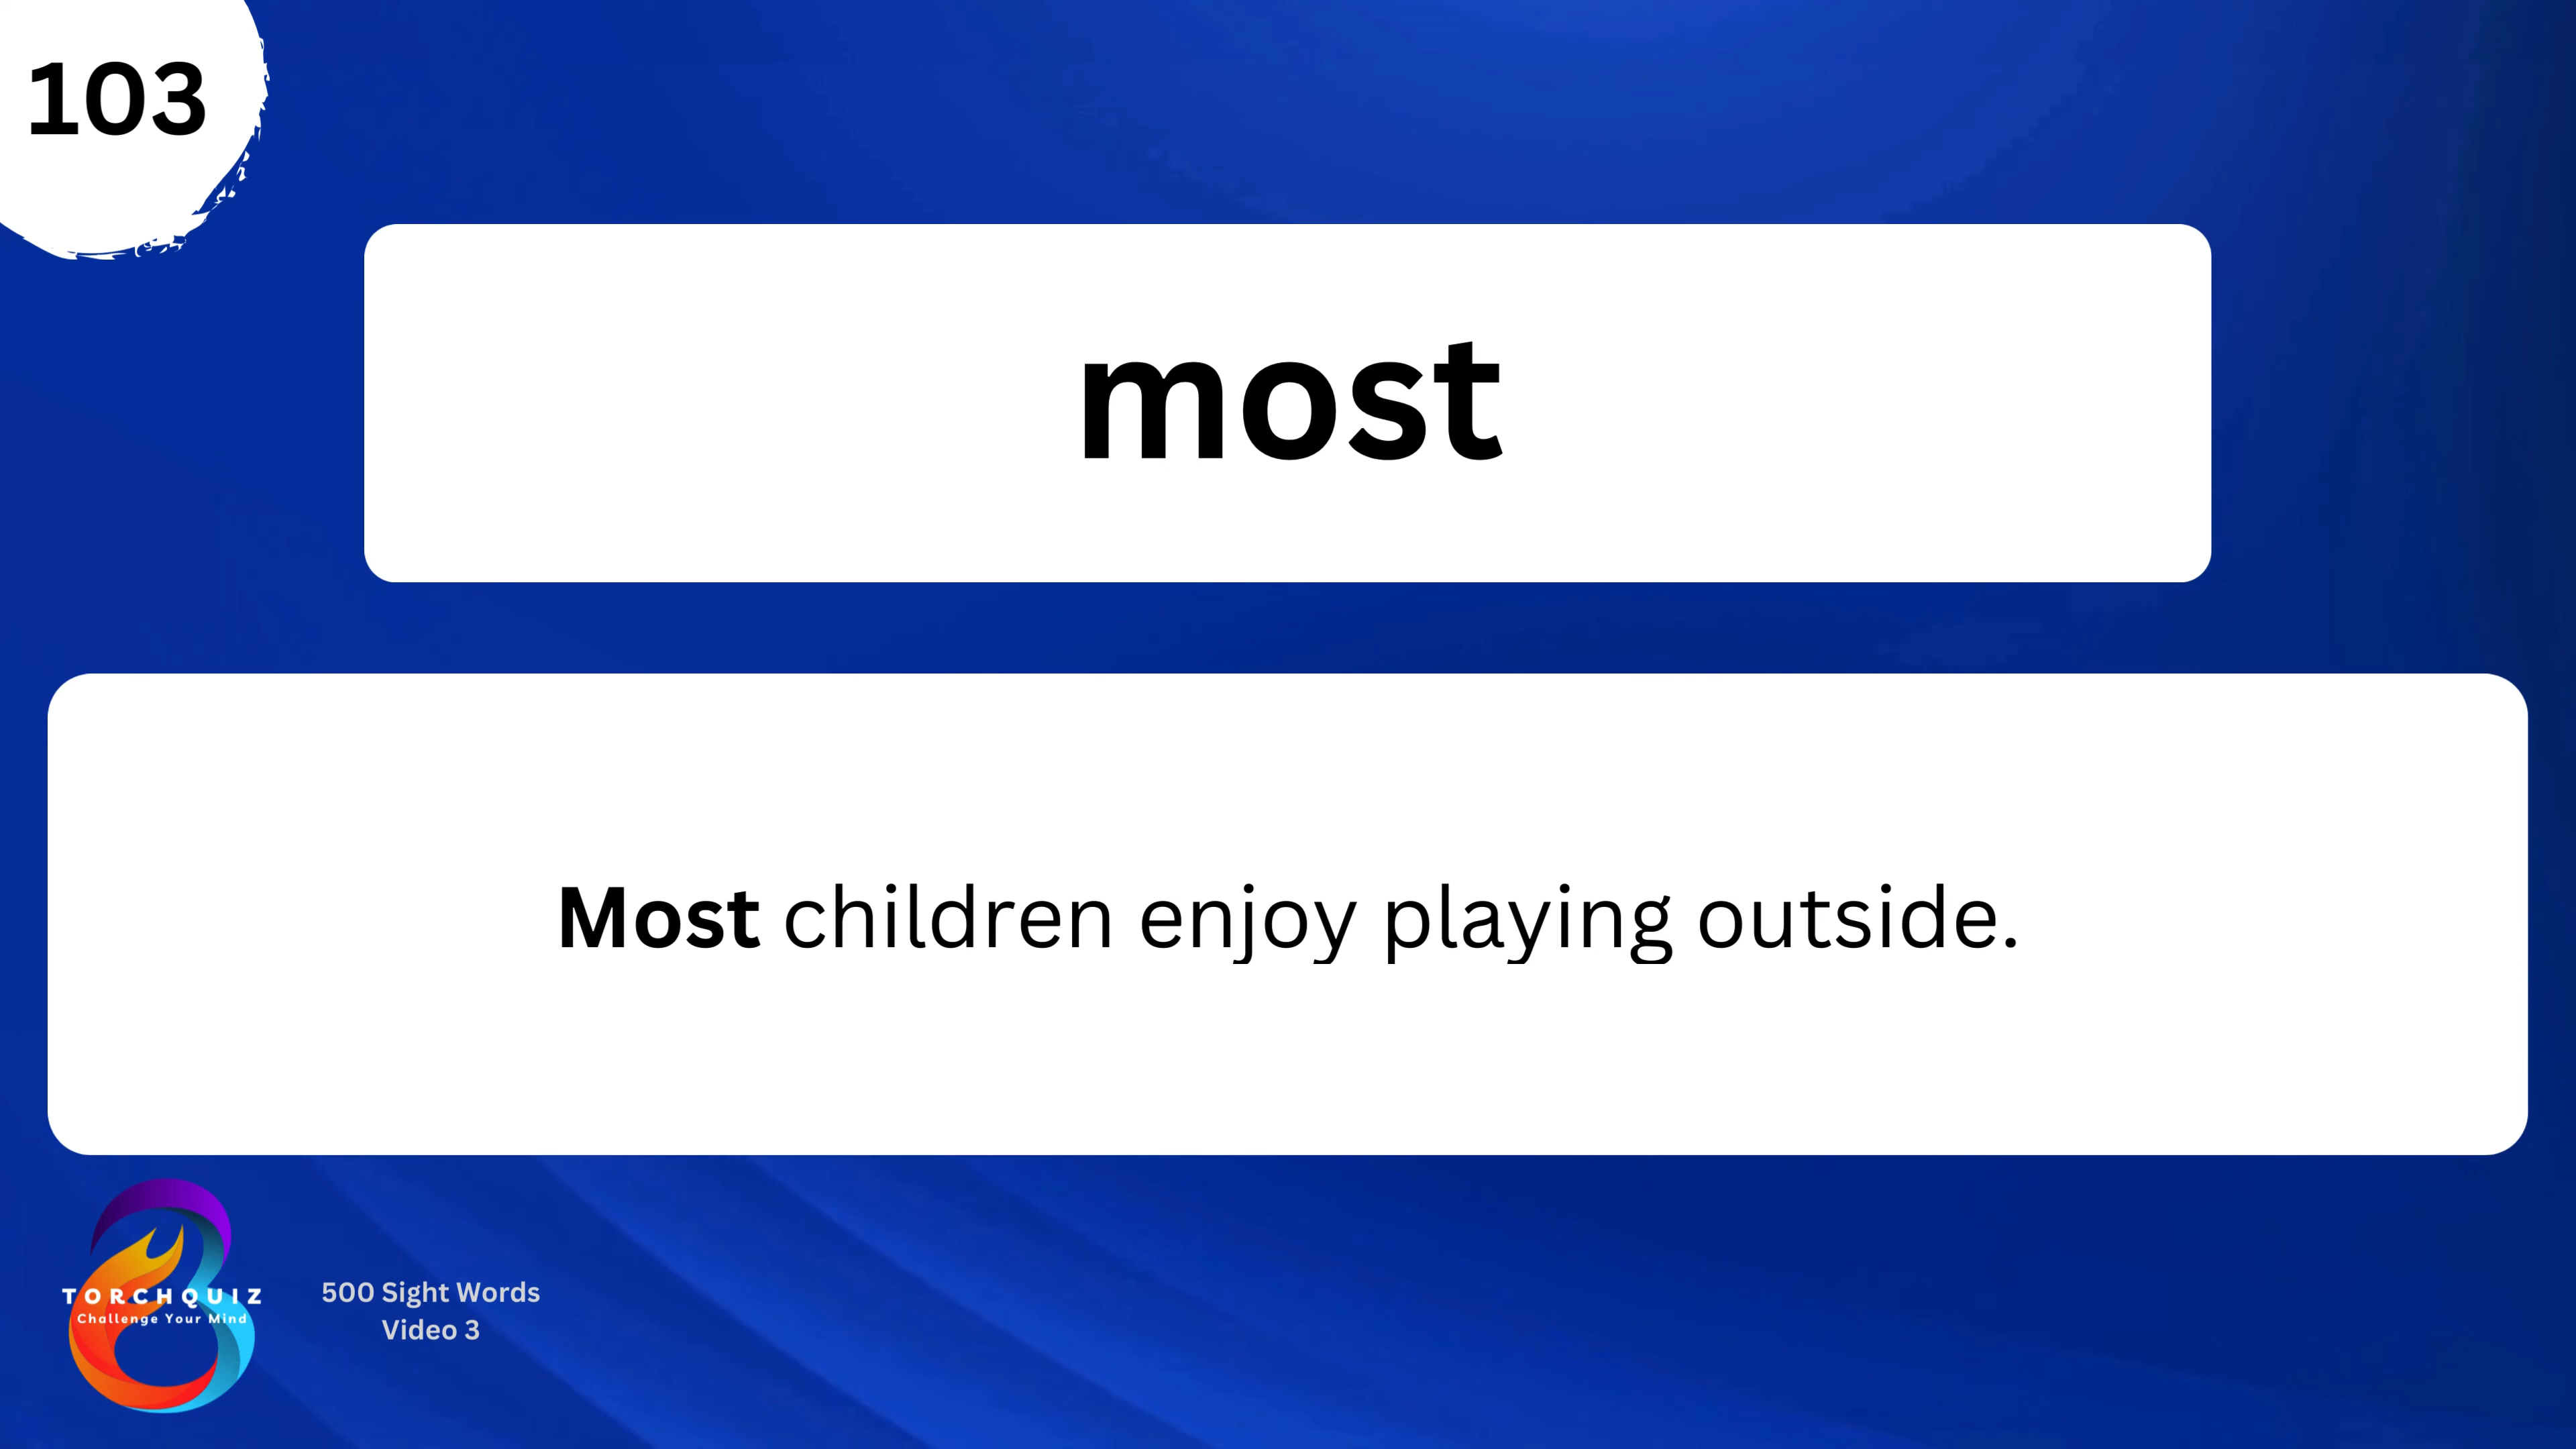 103
most
Most children enjoy playing outside.
TORCHQUIZ
Challenge Your Mind
500 Sight Words
Video 3